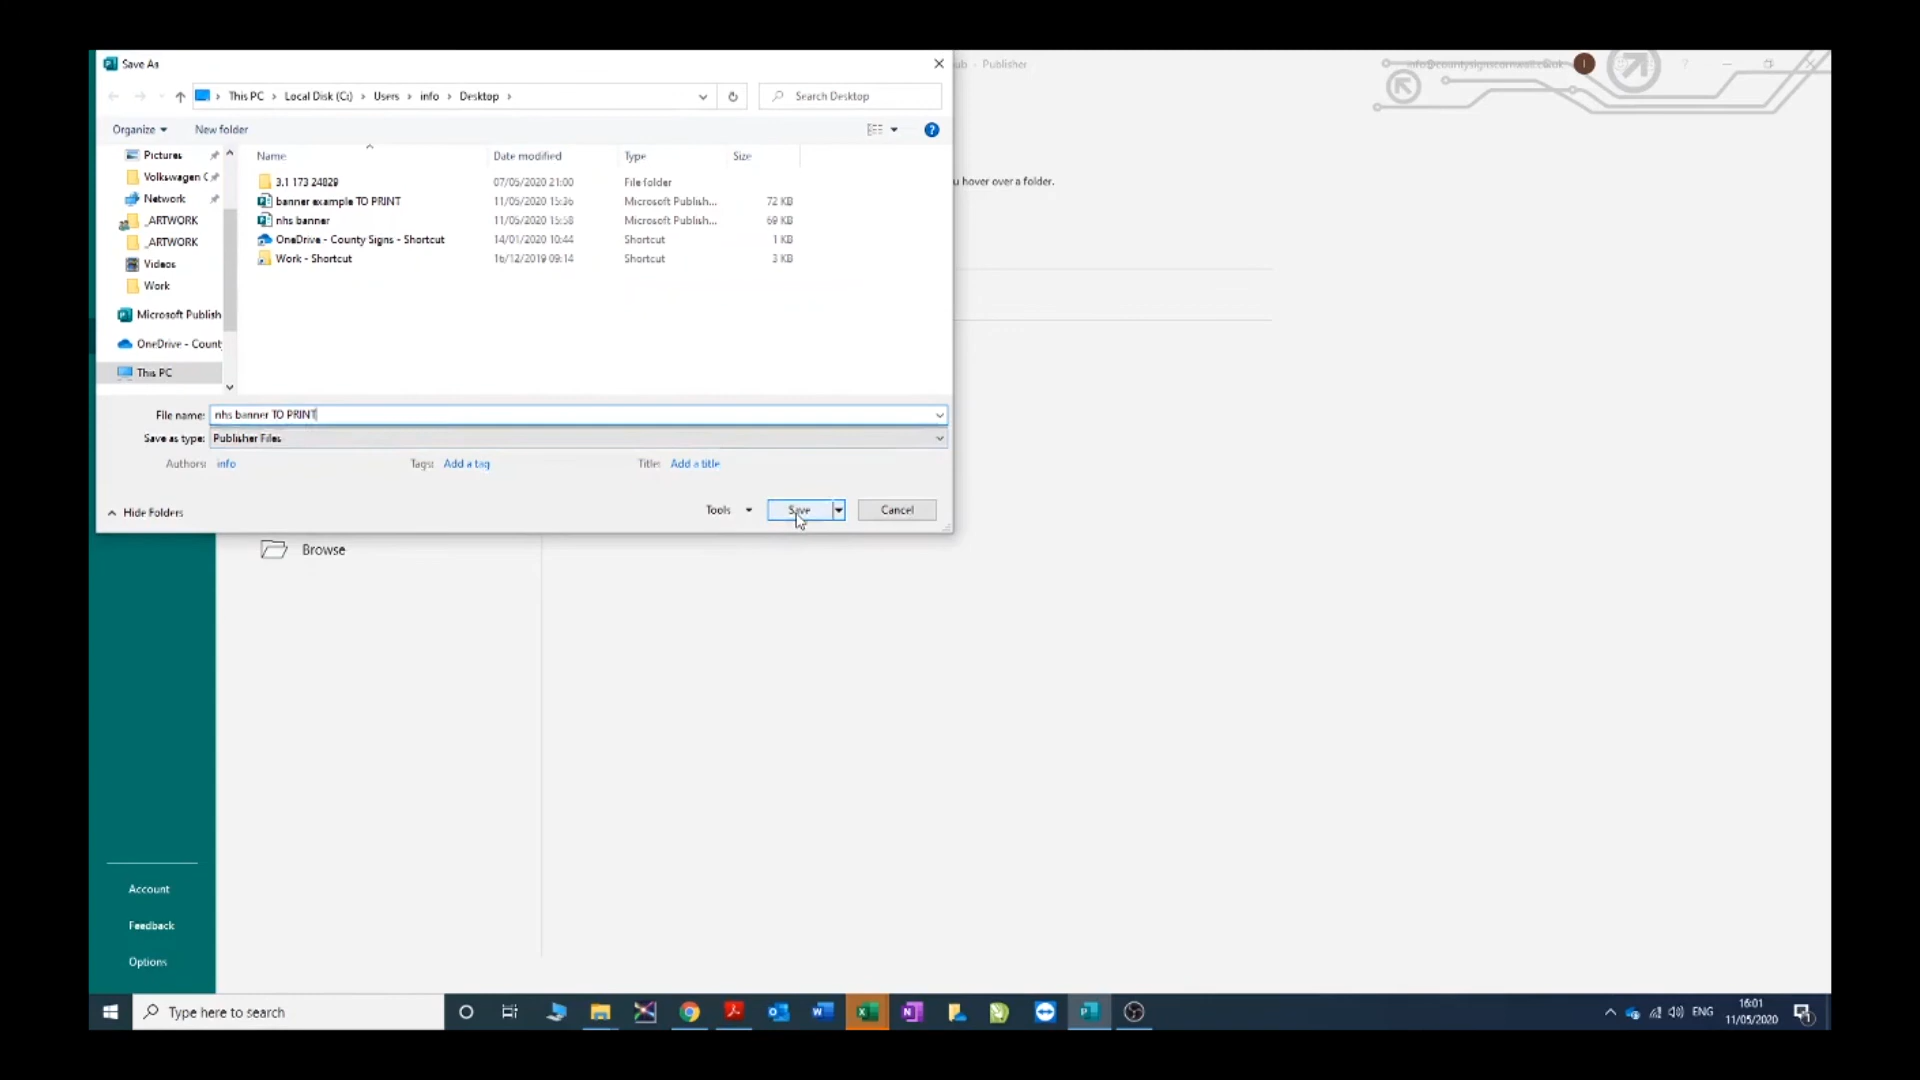 Save As
ub - Publisher
This PC > Local Disk (C:) > Users > info > Desktop >
Search Desktop
Organize
New folder
Name
Date modified
Type
Size
Pictures
Volkswagen C
Network
_ARTWORK
_ARTWORK
Videos
Work
Microsoft Publish
OneDrive - County
This PC
3.1 173 24829 07/05/2020 21:00 File folder
banner example TO PRINT 11/05/2020 15:36 Microsoft Publish... 72 KB
nhs banner 11/05/2020 15:58 Microsoft Publish... 69 KB
OneDrive - County Signs - Shortcut 14/01/2020 10:44 Shortcut 1 KB
Work - Shortcut 16/12/2019 09:14 Shortcut 3 KB
u hover over a folder.
File name: nhs banner TO PRINT
Save as type: Publisher Files
Authors: info Tags: Add a tag Title: Add a title
Hide Folders
Tools
Save
Cancel
Browse
Account
Feedback
Options
Type here to search
ENG
16:01
11/05/2020